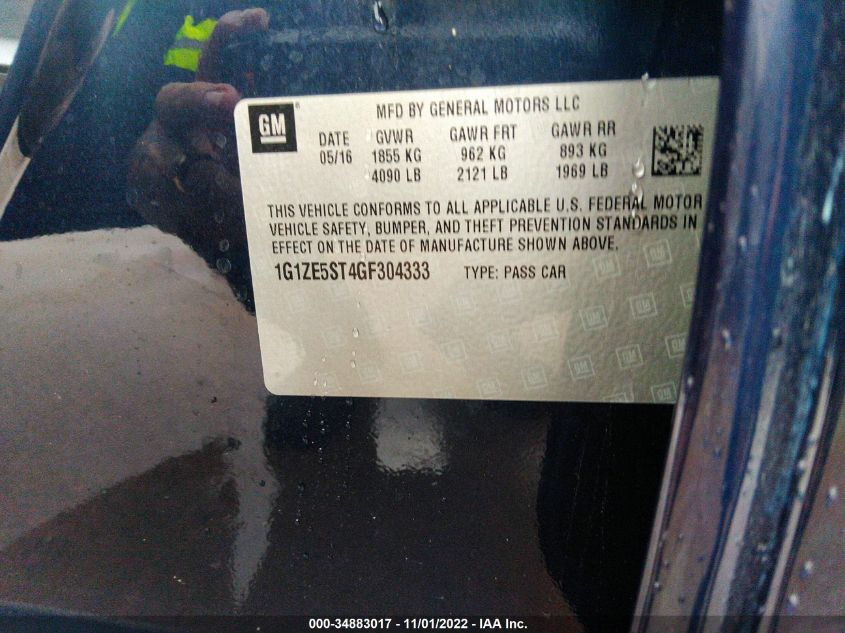 GM
MFD BY GENERAL MOTORS LLC
DATE GVWR GAWR FRT GAWR RR
05/16 1855 KG 962 KG 893 KG
4090 LB 2121 LB 1969 LB
THIS VEHICLE CONFORMS TO ALL APPLICABLE U.S. FEDERAL MOTOR
VEHICLE SAFETY, BUMPER, AND THEFT PREVENTION STANDARDS IN
EFFECT ON THE DATE OF MANUFACTURE SHOWN ABOVE.
1G1ZE5ST4GF304333 TYPE: PASS CAR
000-34883017 - 11/01/2022 - IAA Inc.